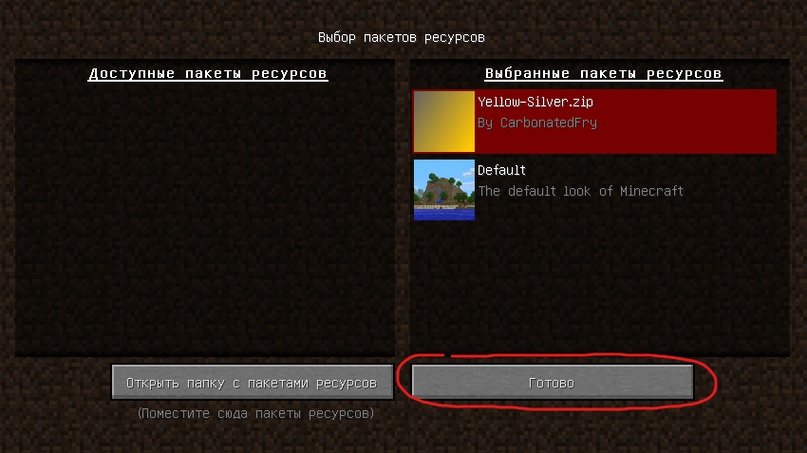 Выбор пакетов ресурсов
Доступные пакеты ресурсов
Выбранные пакеты ресурсов
Yellow-Silver.zip
By CarbonatedFry
Default
The default look of Minecraft
Открыть папку с пакетами ресурсов
Готово
(Поместите сюда пакеты ресурсов)